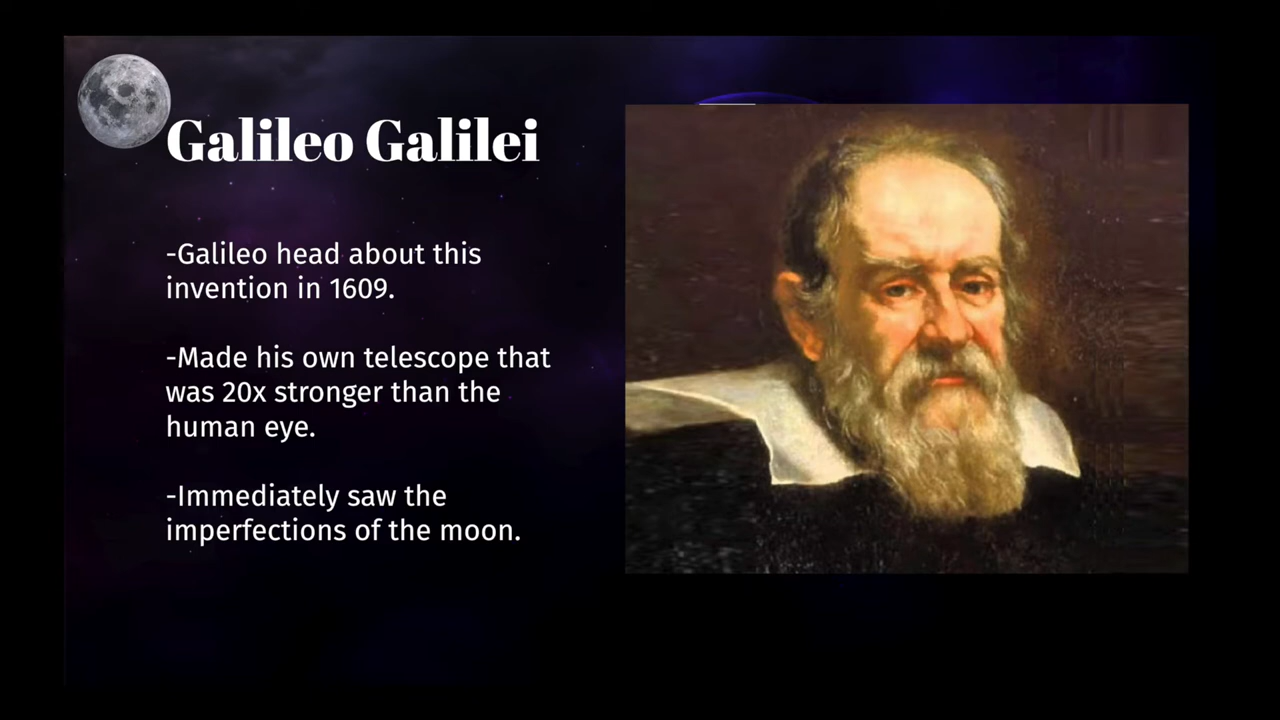 Galileo Galilei
-Galileo head about this
invention in 1609.
-Made his own telescope that
was 20x stronger than the
human eye.
-Immediately saw the
imperfections of the moon.